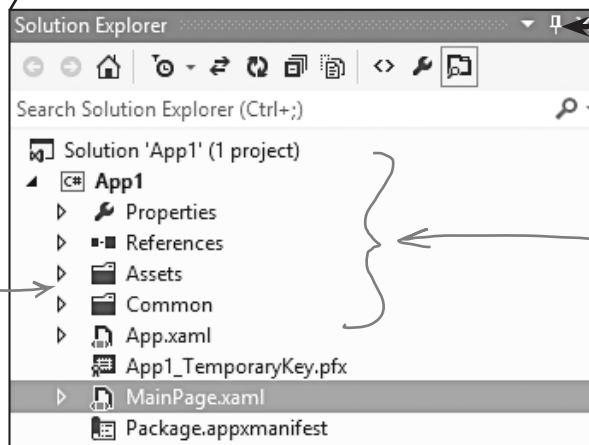 Solution Explorer
Search Solution Explorer (Ctrl+;)
Solution 'App1' (1 project)
C# App1
Properties
References
Assets
Common
App.xaml
App1_TemporaryKey.pfx
MainPage.xaml
Package.appxmanifest